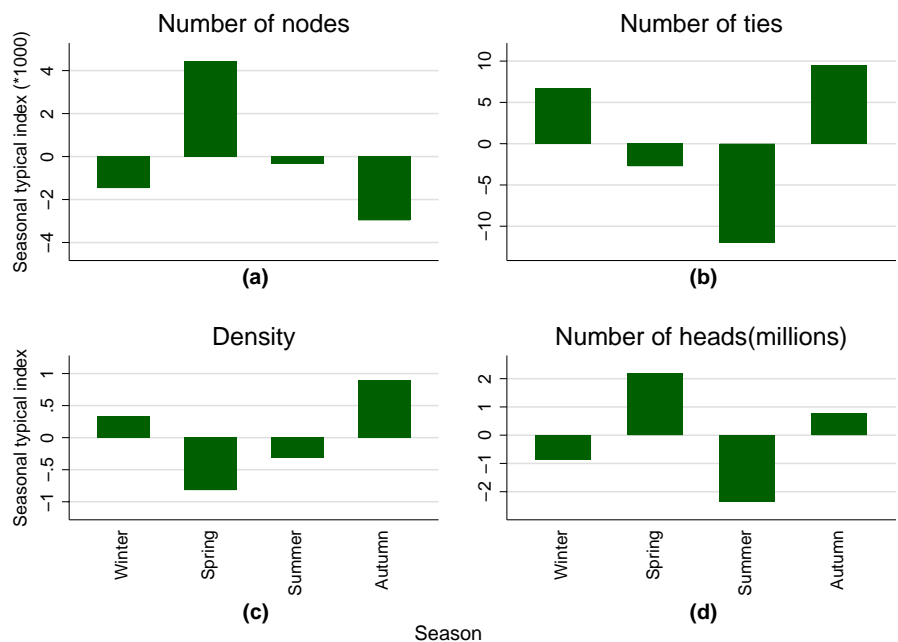 Number of nodes
Seasonal typical index (*1000)
4
2
0
−2
−4
(a)
Number of ties
10
5
0
−5
−10
(b)
Density
Seasonal typical index
1
.5
0
−.5
−1
Winter
Spring
Summer
Autumn
(c)
Number of heads(millions)
2
1
0
−1
−2
Winter
Spring
Summer
Autumn
(d)
Season